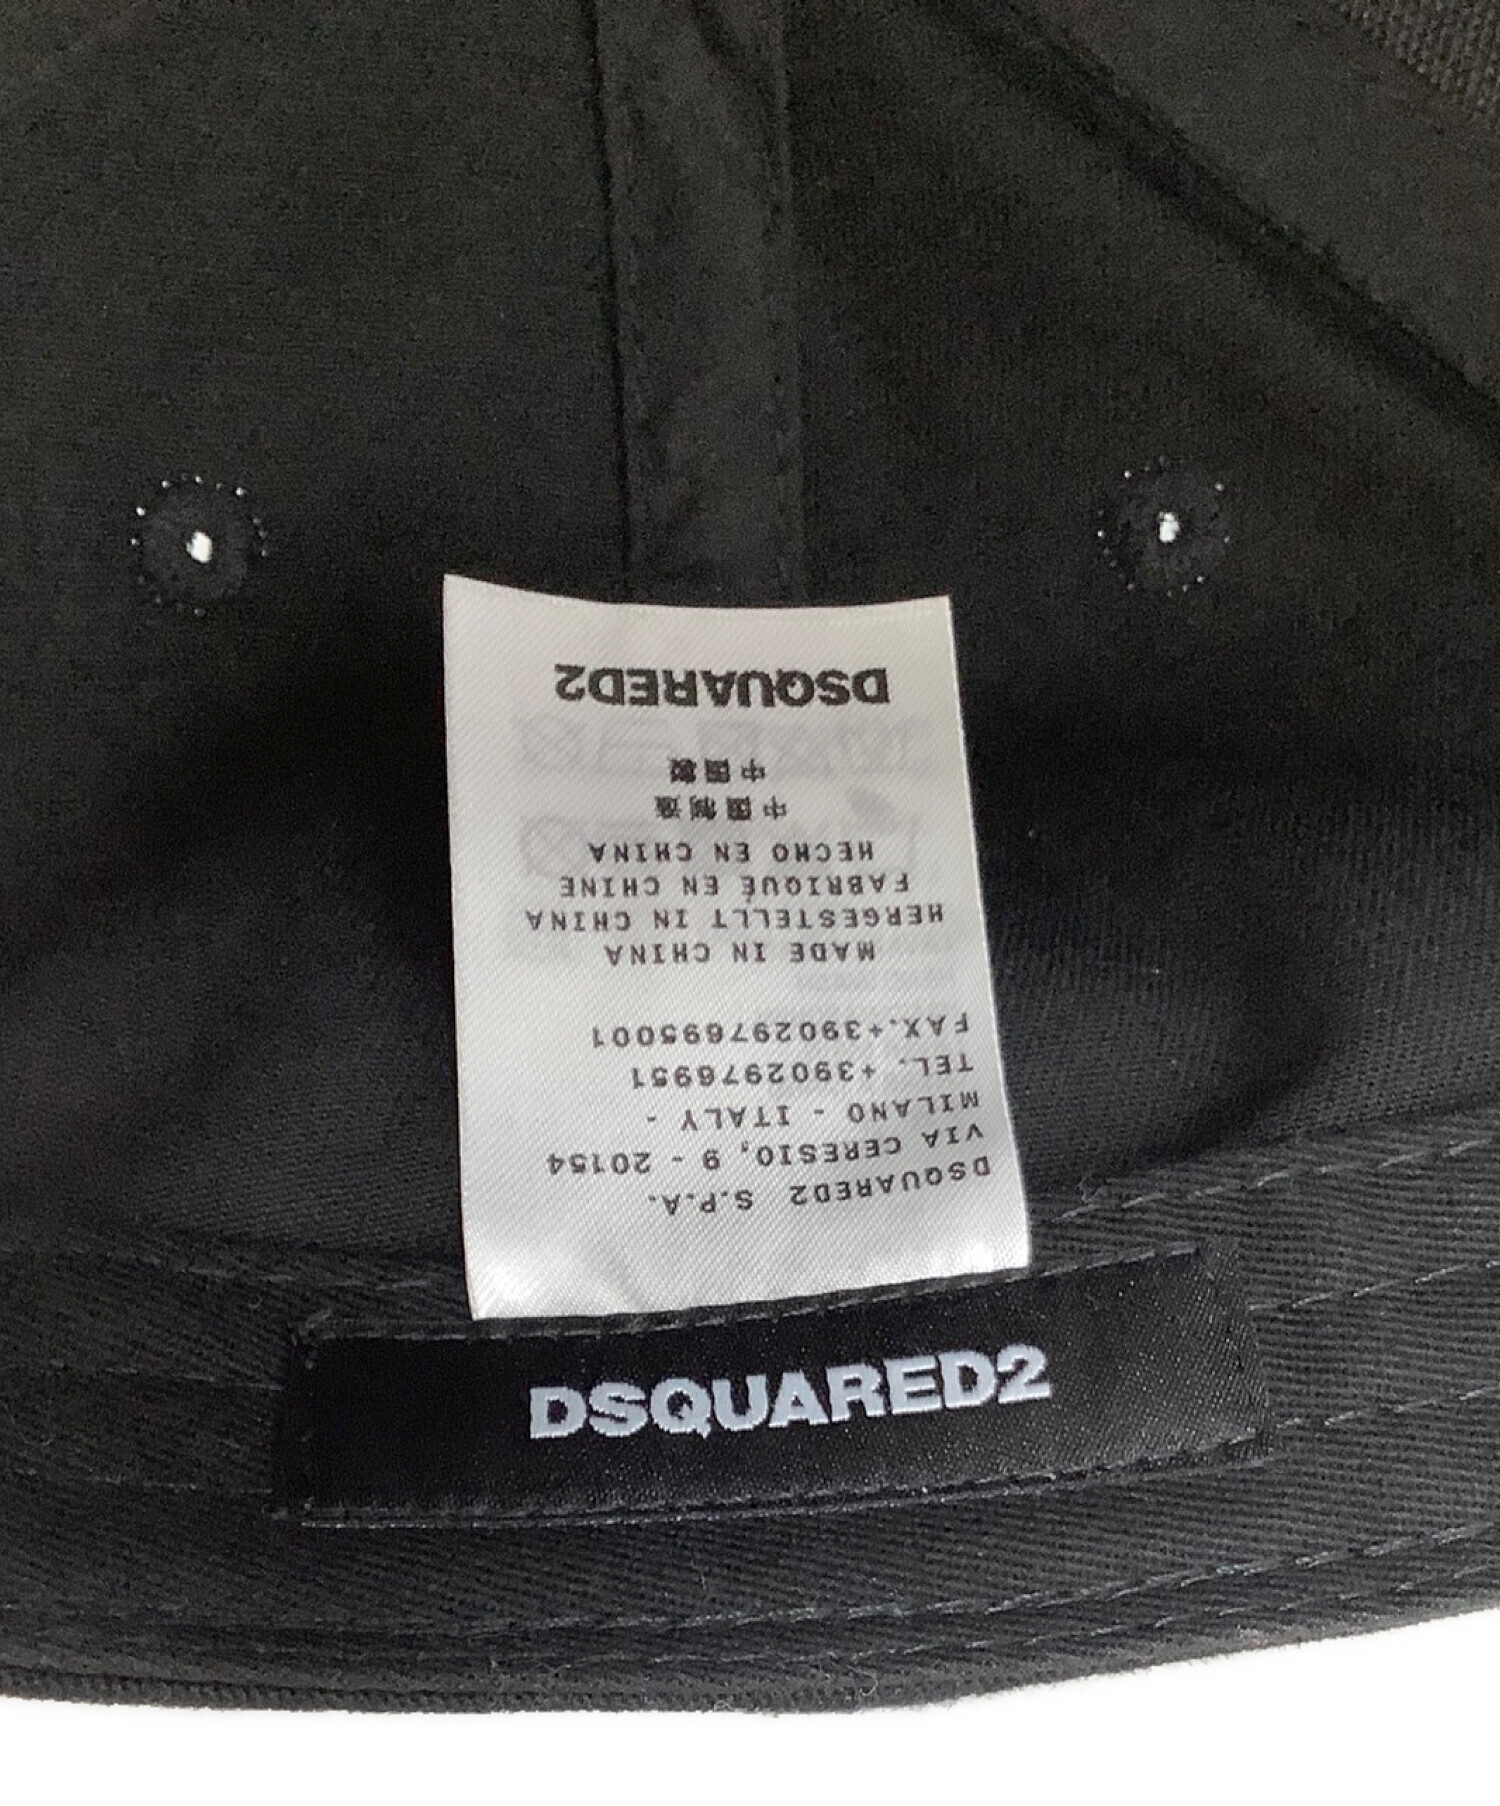 DSQUARED2 S.P.A.
VIA CERESIO, 9 - 20154
MILANO - ITALY -
TEL. +3902976951
FAX.+390297695001
MADE IN CHINA
HERGESTELLT IN CHINA
FABRIQUÉ EN CHINE
HECHO EN CHINA
中国制造
中国製
DSQUARED2
DSQUARED2